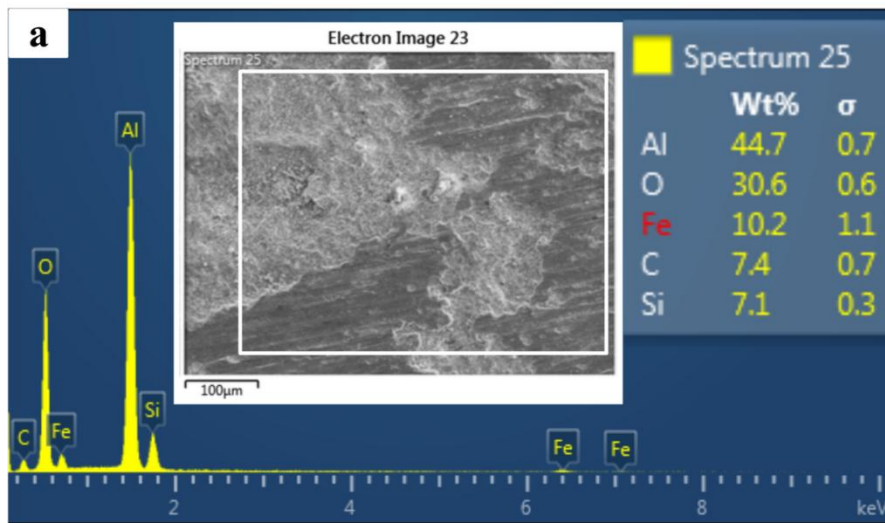 a
Electron Image 23
Spectrum 25
100μm
Spectrum 25
Wt% σ
Al 44.7 0.7
O 30.6 0.6
Fe 10.2 1.1
C 7.4 0.7
Si 7.1 0.3
Al
O
Si
C
Fe
Fe
Fe
2 4 6 8 keV